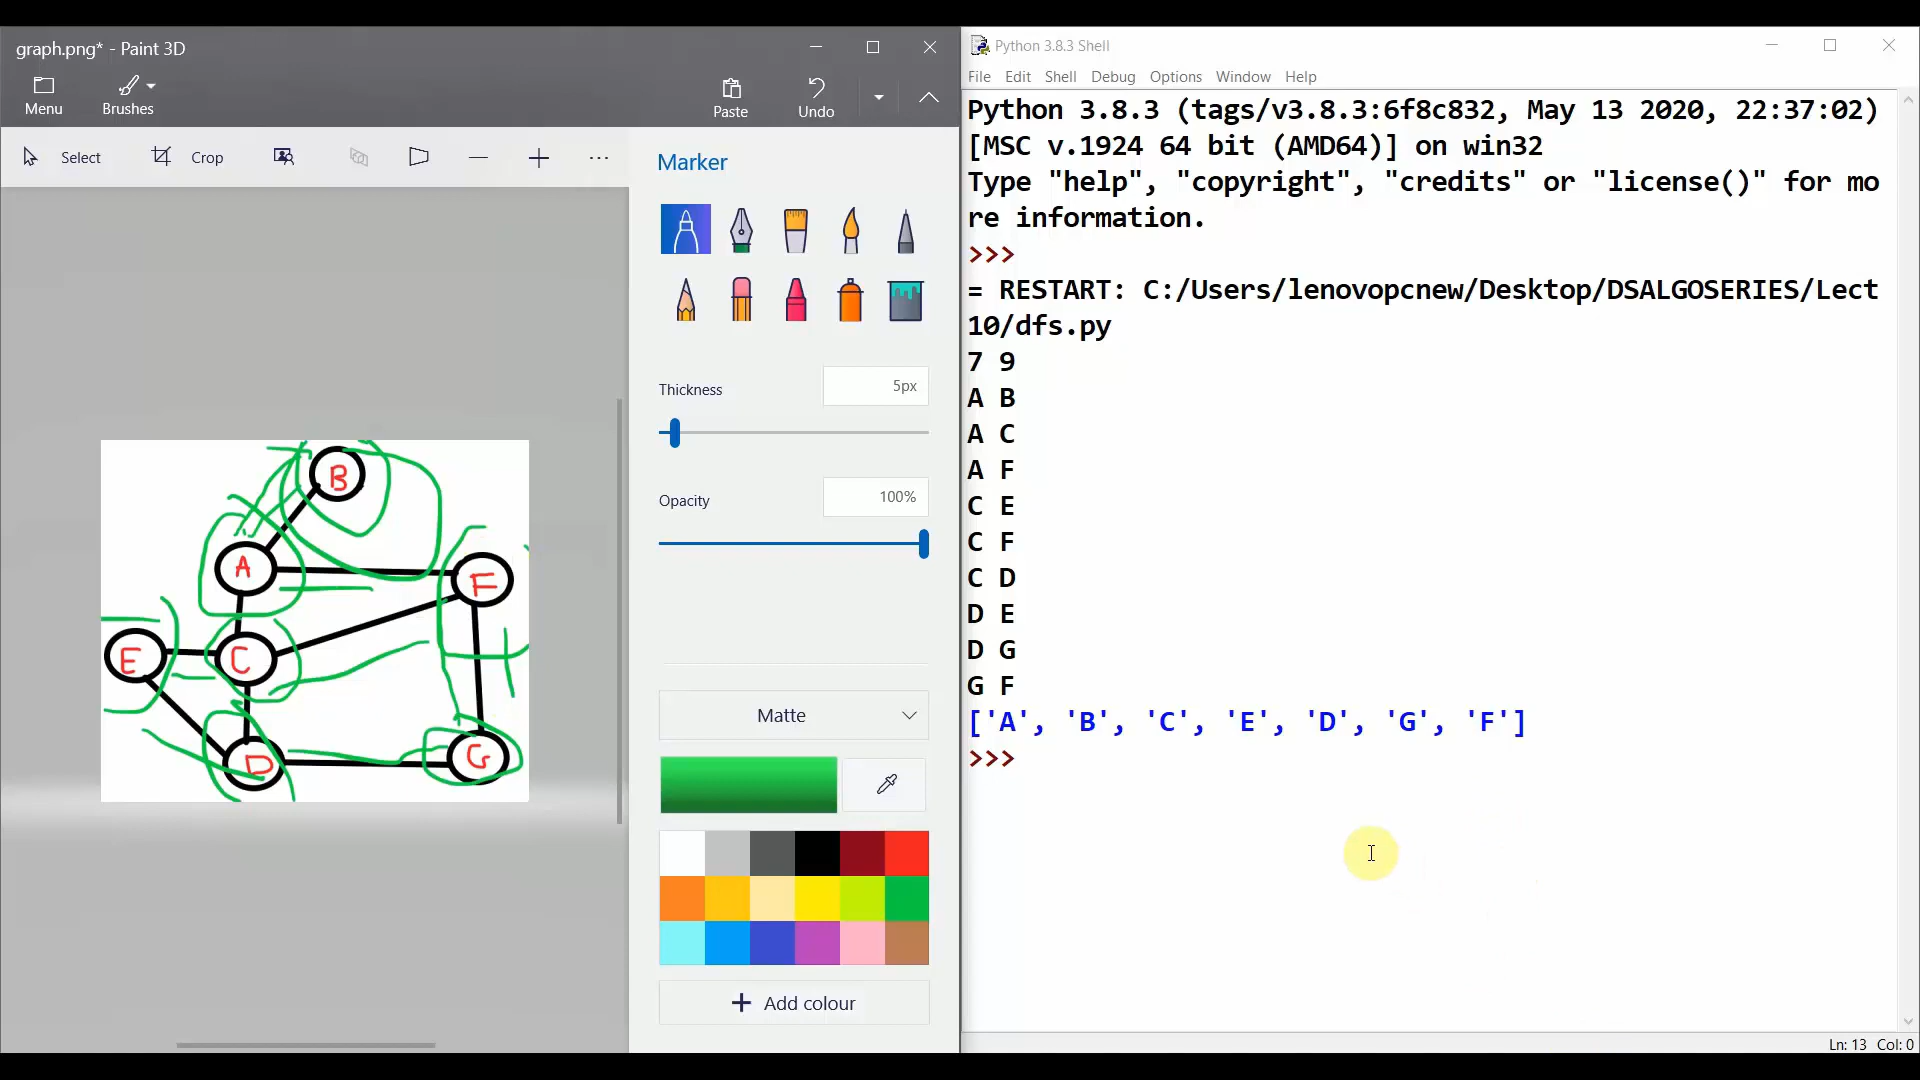 graph.png* - Paint 3D
Menu
Brushes
Paste
Undo
Select
Crop
Marker
Thickness
5px
Opacity
100%
Matte
Add colour
B
A
F
E
C
D
G
Python 3.8.3 Shell
File Edit Shell Debug Options Window Help
Python 3.8.3 (tags/v3.8.3:6f8c832, May 13 2020, 22:37:02)
[MSC v.1924 64 bit (AMD64)] on win32
Type "help", "copyright", "credits" or "license()" for mo
re information.
>>>
= RESTART: C:/Users/lenovopcnew/Desktop/DSALGOSERIES/Lect
10/dfs.py
7 9
A B
A C
A F
C E
C F
C D
D E
D G
G F
['A', 'B', 'C', 'E', 'D', 'G', 'F']
>>>
Ln: 13 Col: 0